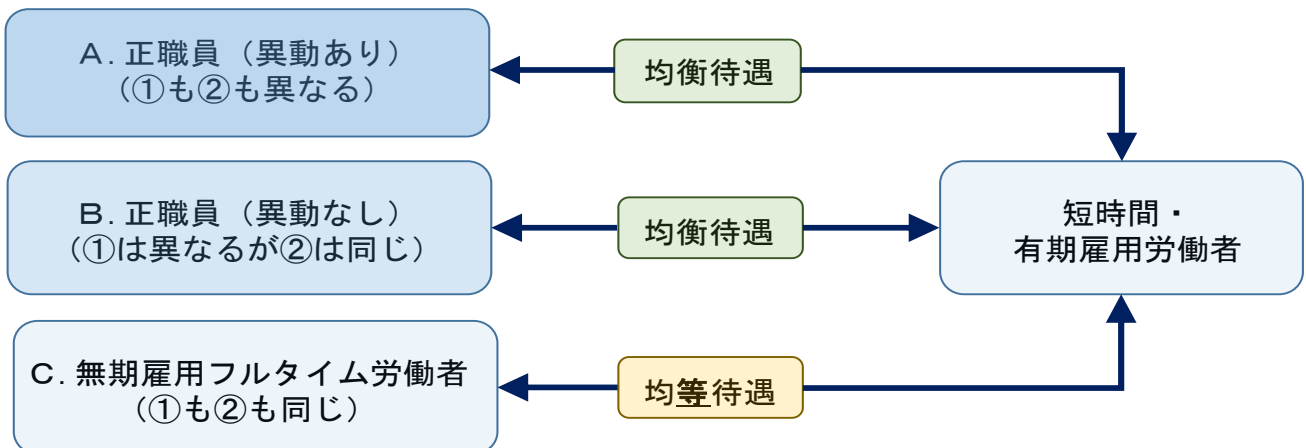 A. 正職員（異動あり）
（①も②も異なる）
均衡待遇
B. 正職員（異動なし）
（①は異なるが②は同じ）
均衡待遇
短時間・
有期雇用労働者
C. 無期雇用フルタイム労働者
（①も②も同じ）
均等待遇